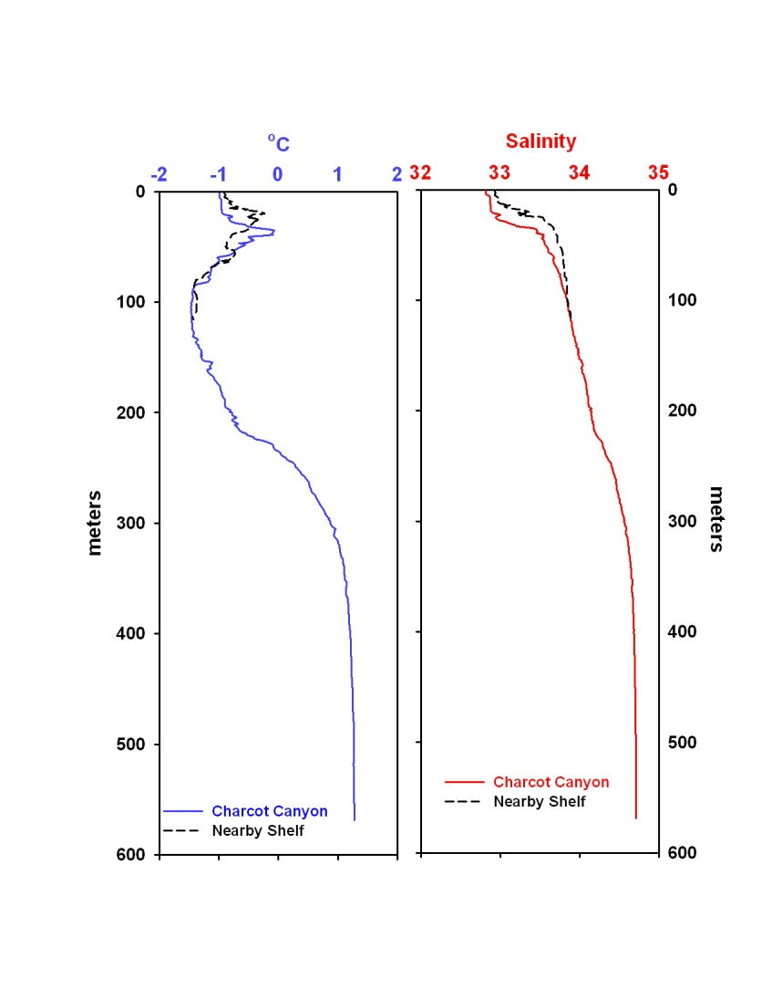 °C
-2 -1 0 1 2
0
100
200
300
400
500
600
meters
Charcot Canyon
Nearby Shelf
Salinity
32 33 34 35
0
100
200
300
400
500
600
meters
Charcot Canyon
Nearby Shelf